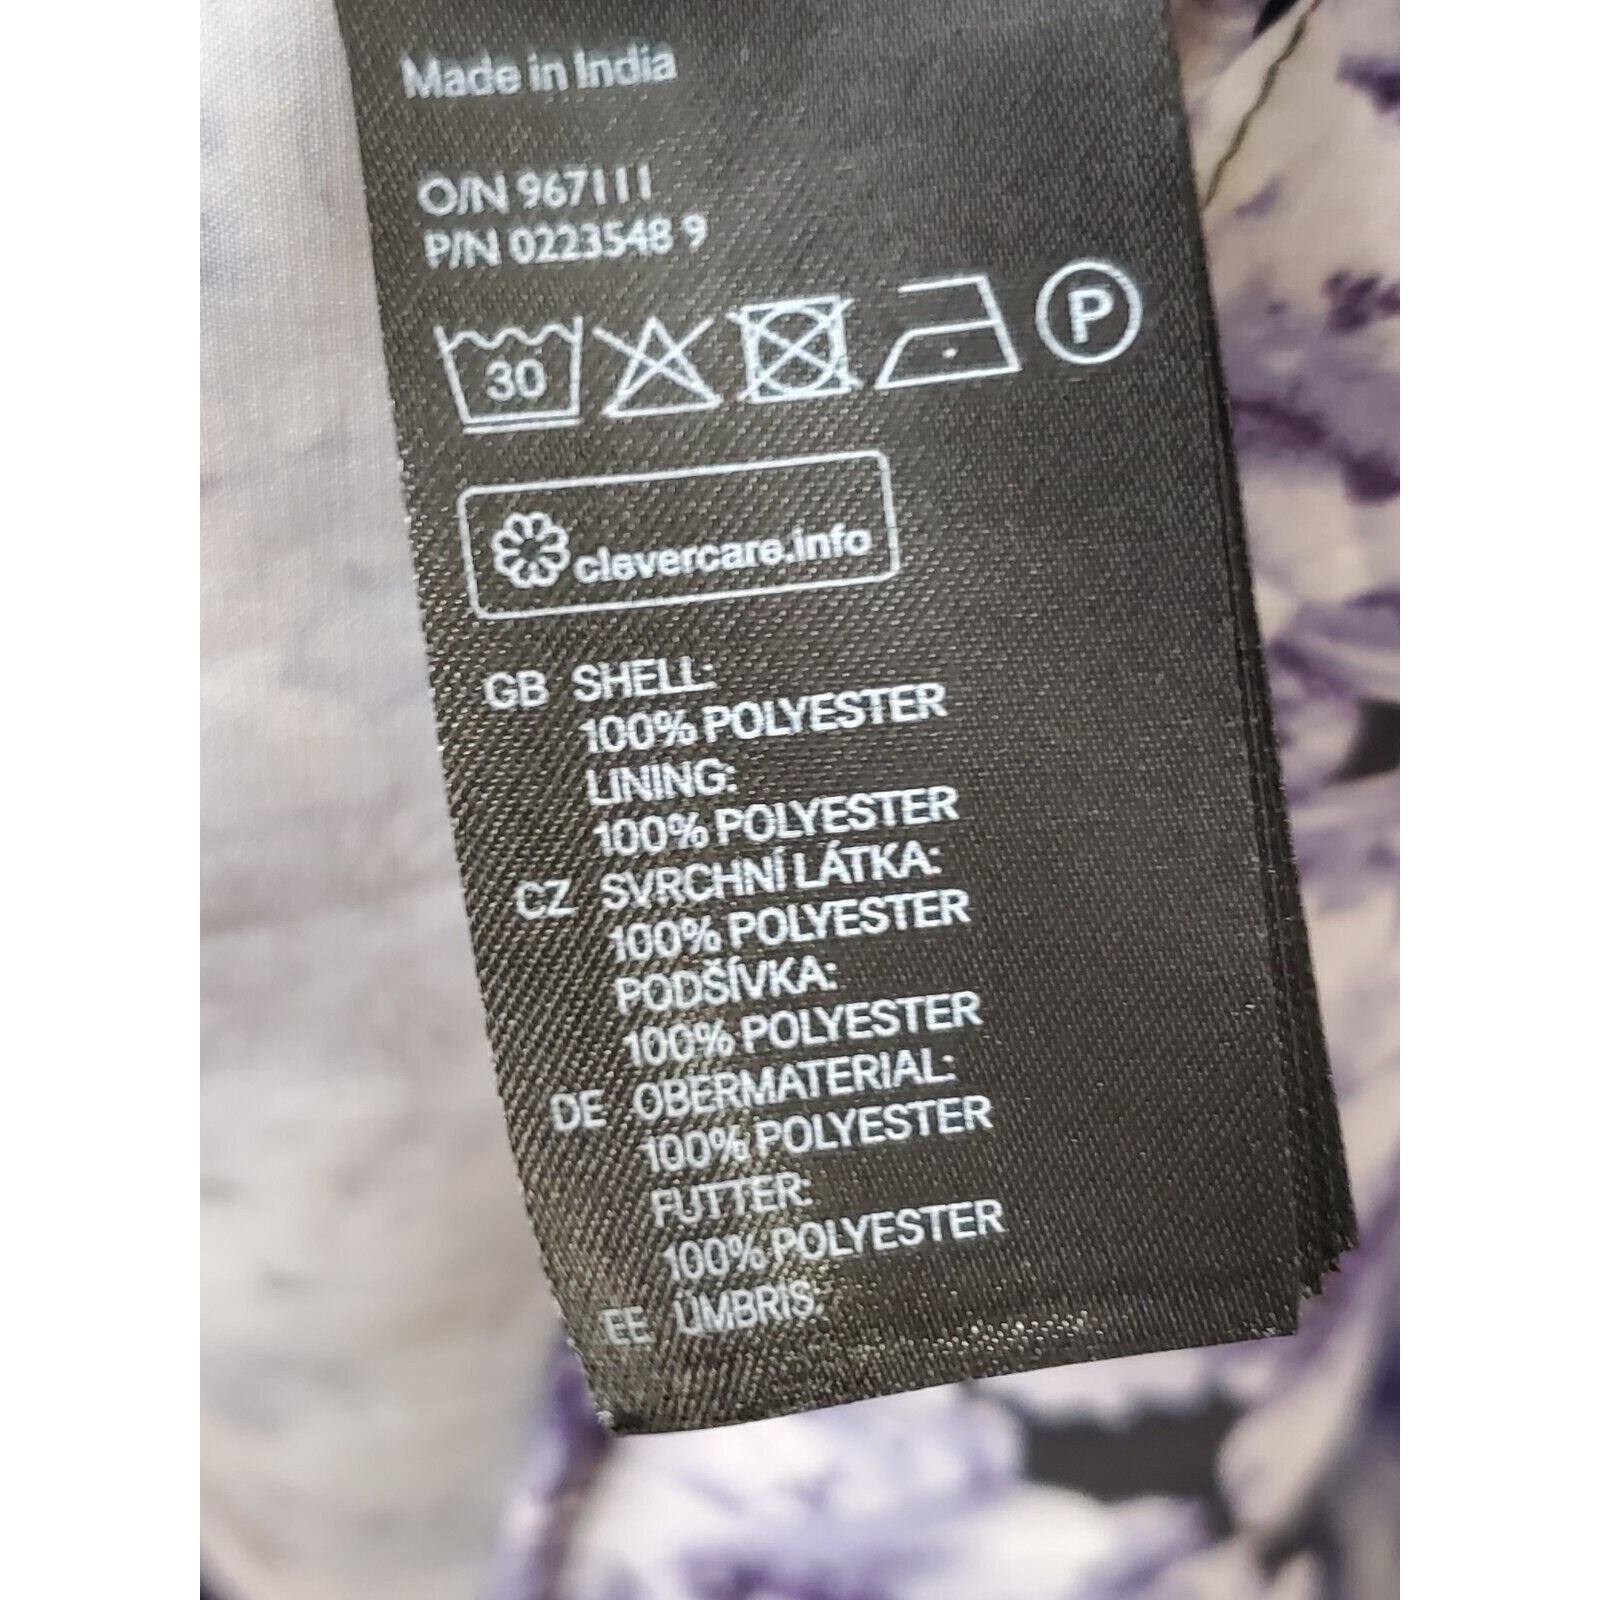 Made in India
O/N 967111
P/N 0223548 9
30
P
clevercare.info
GB SHELL:
100% POLYESTER
LINING:
100% POLYESTER
CZ SVRCHNÍ LÁTKA:
100% POLYESTER
PODŠÍVKA:
100% POLYESTER
DE OBERMATERIAL:
100% POLYESTER
FUTTER:
100% POLYESTER
EE ÜMBRIS: